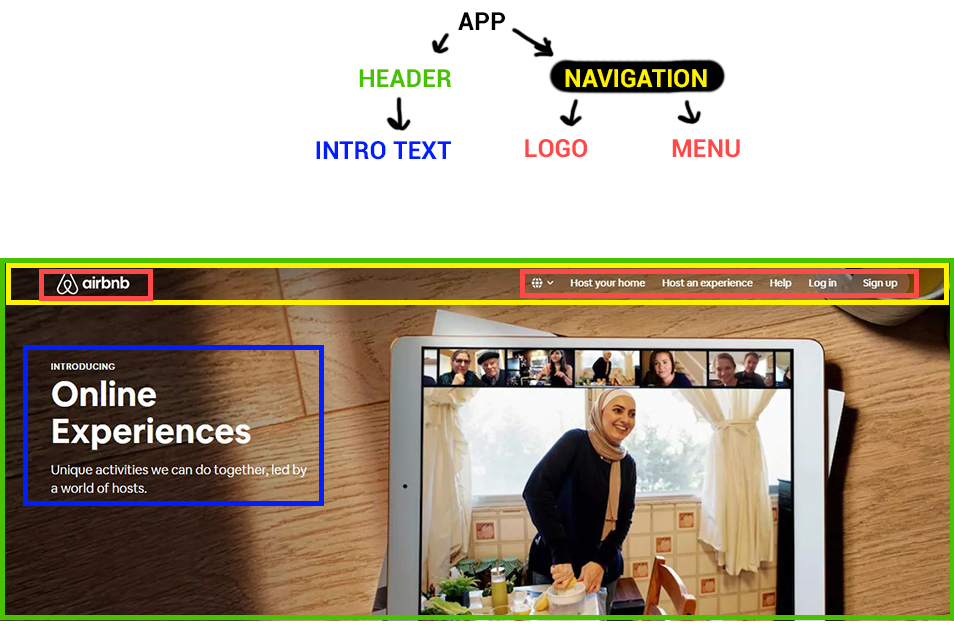 APP
HEADER
NAVIGATION
INTRO TEXT
LOGO
MENU
airbnb
Host your home
Host an experience
Help
Log in
Sign up
INTRODUCING
Online
Experiences
Unique activities we can do together, led by
a world of hosts.